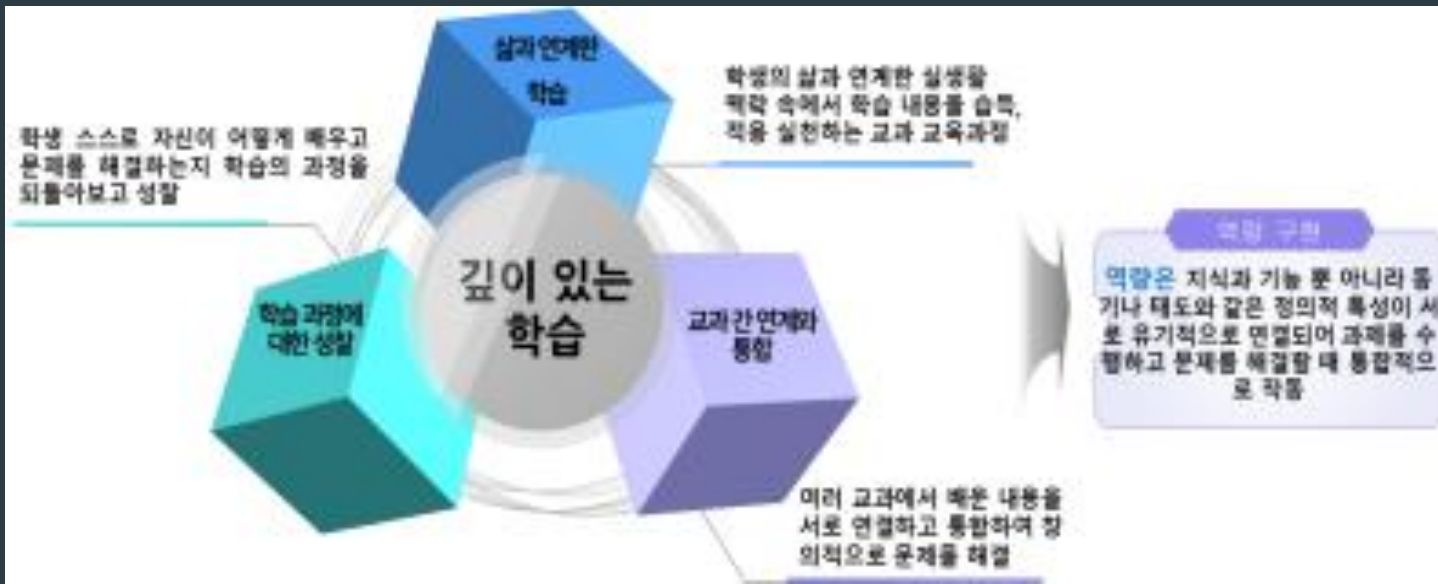 삶과 연계한
학습
학생의 삶과 연계한 실생활
맥락 속에서 학습 내용을 습득,
적용 실천하는 교과 교육과정
학생 스스로 자신이 어떻게 배우고
문제를 해결하는지 학습의 과정을
되돌아보고 성찰
깊이 있는
학습
학습 과정에
대한 성찰
교과 간 연계와
통합
여러 교과에서 배운 내용을
서로 연결하고 통합하여 창
의적으로 문제를 해결
역량 구현
역량은 지식과 기능 뿐 아니라 동
기나 태도와 같은 정의적 특성이 서
로 유기적으로 연결되어 과제를 수
행하고 문제를 해결할 때 통합적으
로 작동